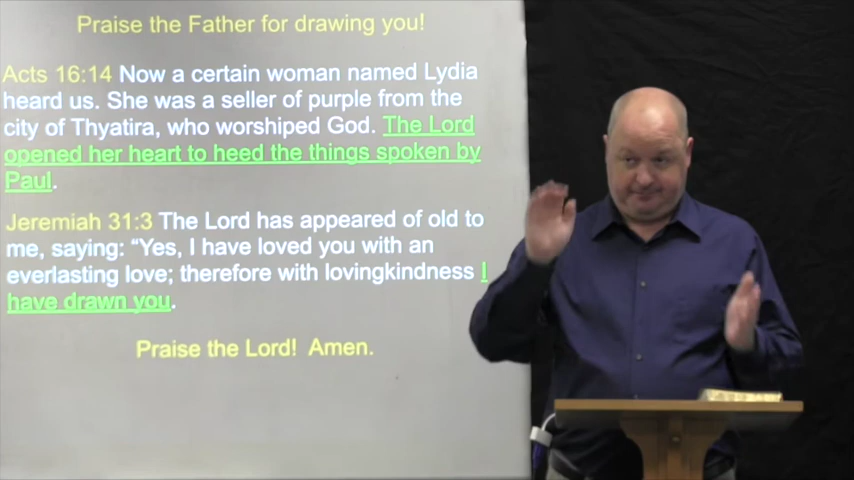 Praise the Father for drawing you!
Acts 16:14 Now a certain woman named Lydia
heard us. She was a seller of purple from the
city of Thyatira, who worshiped God. The Lord
opened her heart to heed the things spoken by
Paul.
Jeremiah 31:3 The Lord has appeared of old to
me, saying: “Yes, I have loved you with an
everlasting love; therefore with lovingkindness I
have drawn you.
Praise the Lord!  Amen.